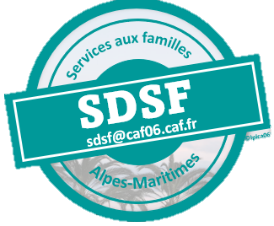 Services aux familles
SDSF
sdsf@caf06.caf.fr
Alpes-Maritimes